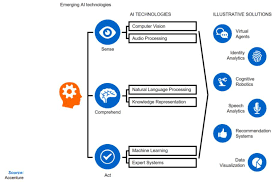 Emerging AI technologies
AI TECHNOLOGIES
ILLUSTRATIVE SOLUTIONS
Computer Vision
Audio Processing
Sense
Natural Language Processing
Knowledge Representation
Comprehend
Machine Learning
Expert Systems
Act
Virtual
Agents
Identity
Analytics
Cognitive
Robotics
Speech
Analytics
Recommendation
Systems
Data
Visualization
Source:
Accenture